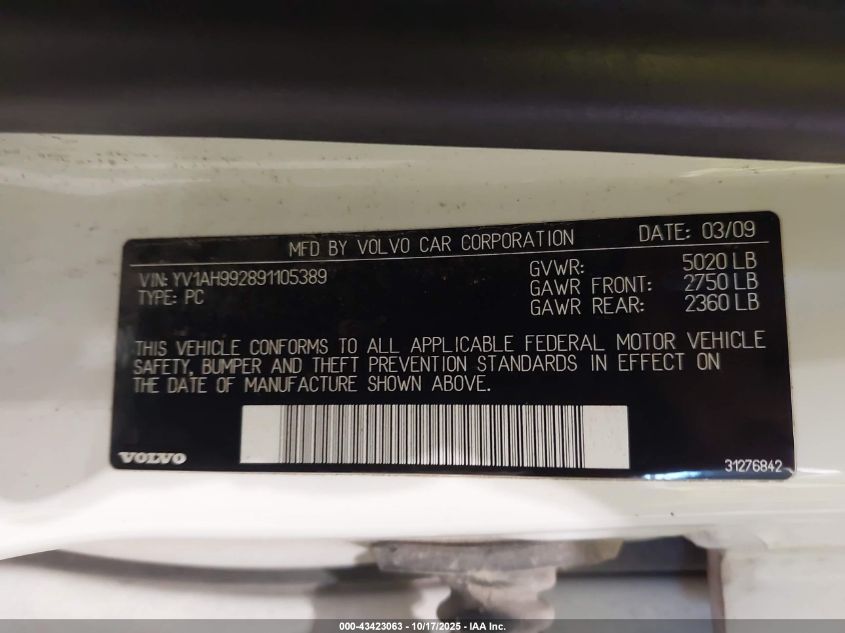 MFD BY VOLVO CAR CORPORATION DATE: 03/09
VIN: YV1AH992891105389
TYPE: PC
GVWR: 5020 LB
GAWR FRONT: 2750 LB
GAWR REAR: 2360 LB
THIS VEHICLE CONFORMS TO ALL APPLICABLE FEDERAL MOTOR VEHICLE
SAFETY, BUMPER AND THEFT PREVENTION STANDARDS IN EFFECT ON
THE DATE OF MANUFACTURE SHOWN ABOVE.
VOLVO
31276842
000-43423063 - 10/17/2025 - IAA Inc.